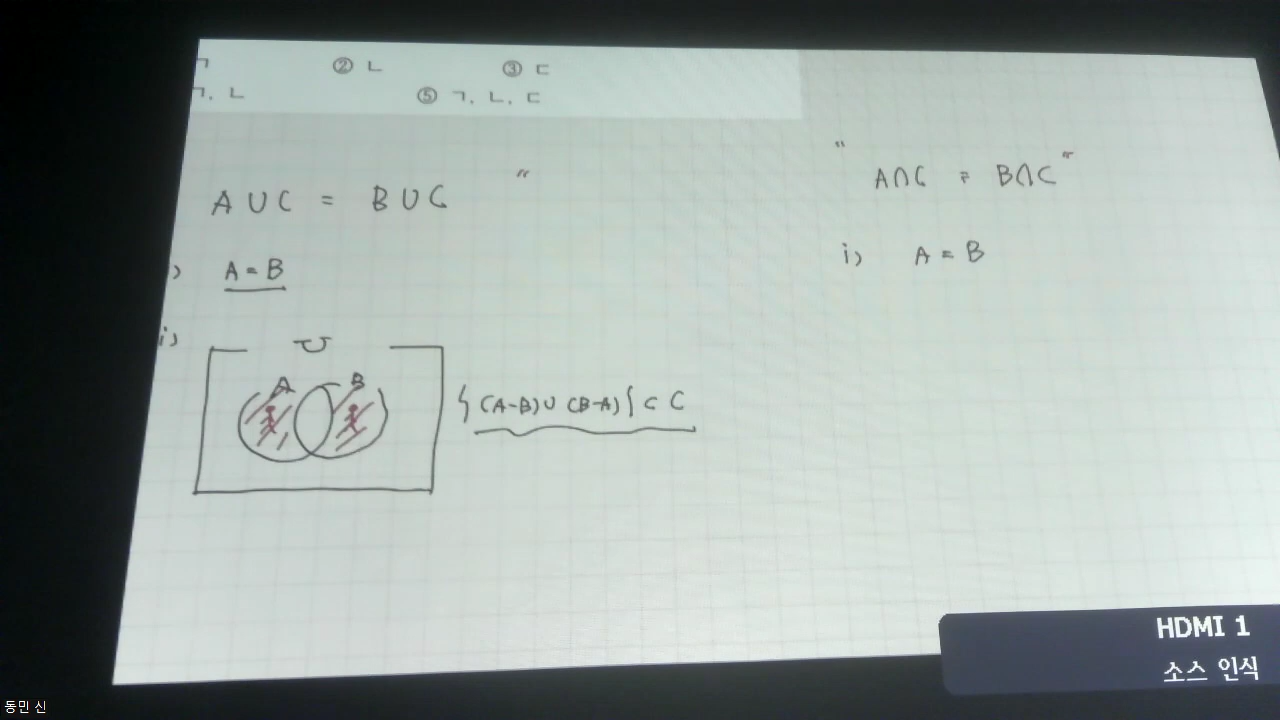 ㄱ ② ㄴ ③ ㄷ
ㄱ, ㄴ ⑤ ㄱ, ㄴ, ㄷ
A∪C = B∪C "
) A = B
i)
U
A B
{(A-B)∪(B-A)}⊂C
" A∩C = B∩C "
i) A = B
HDMI 1
소스 인식
동민 신